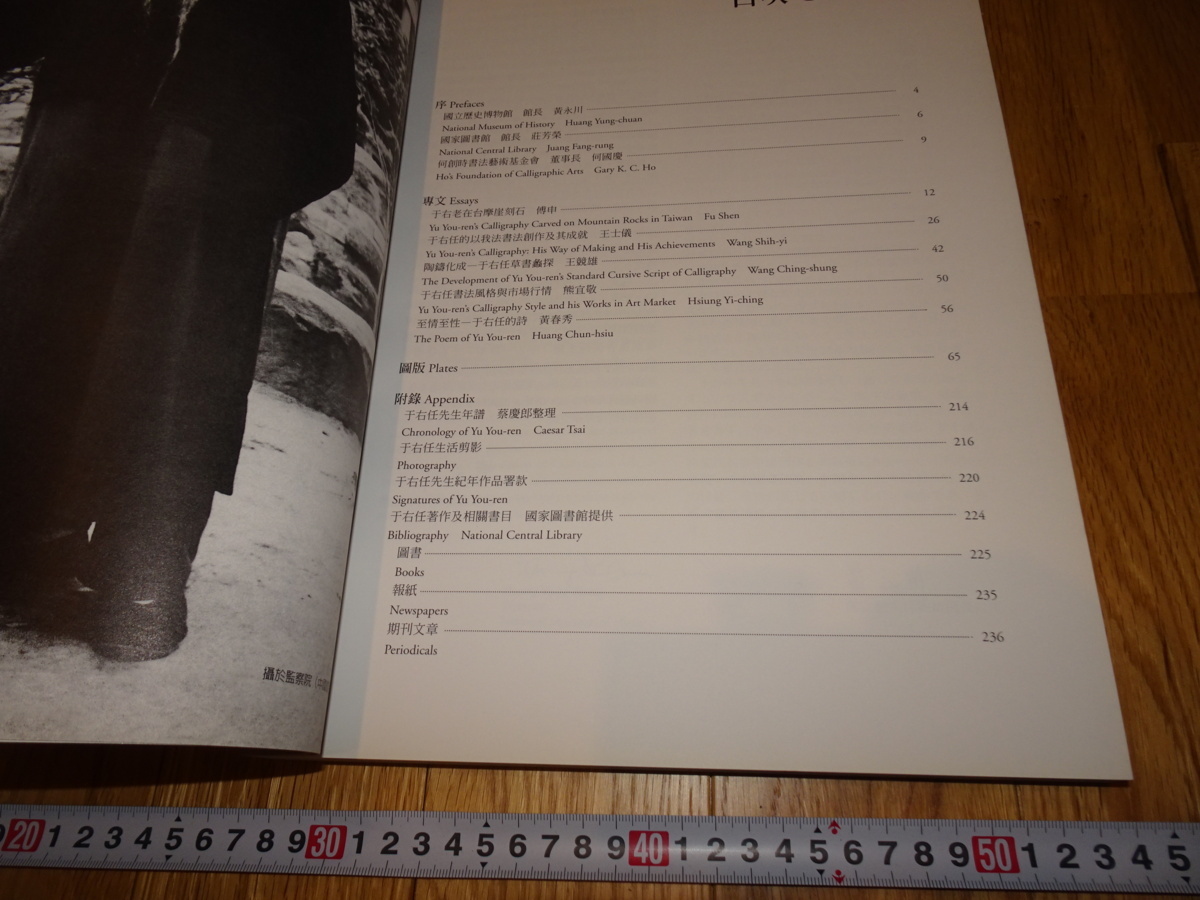 序 Prefaces
國立歷史博物館 館長 黃永川 4
National Museum of History Huang Yung-chuan
國家圖書館 館長 莊芳榮 6
National Central Library Juang Fang-rung
何創時書法藝術基金會 董事長 何國慶 9
Ho's Foundation of Calligraphic Arts Gary K. C. Ho
專文 Essays
于右老在台摩崖刻石 傅申 12
Yu You-ren's Calligraphy Carved on Mountain Rocks in Taiwan Fu Shen
于右任的以我法書法創作及其成就 王士儀 26
Yu You-ren's Calligraphy: His Way of Making and His Achievements Wang Shih-yi
陶鑄化成—于右任草書蠡探 王競雄 42
The Development of Yu You-ren's Standard Cursive Script of Calligraphy Wang Ching-shung
于右任書法風格與市場行情 熊宜敬 50
Yu You-ren's Calligraphy Style and his Works in Art Market Hsiung Yi-ching
至情至性—于右任的詩 黃春秀 56
The Poem of Yu You-ren Huang Chun-hsiu
圖版 Plates 65
附錄 Appendix
于右任先生年譜 蔡慶郎整理 214
Chronology of Yu You-ren Caesar Tsai
于右任生活剪影 216
Photography
于右任先生紀年作品署款 220
Signatures of Yu You-ren
于右任著作及相關書目 國家圖書館提供 224
Bibliography National Central Library
圖書 225
Books
報紙 235
Newspapers
期刊文章 236
Periodicals
攝於監察院
20 1 2 3 4 5 6 7 8 9 30 1 2 3 4 5 6 7 8 9 40 1 2 3 4 5 6 7 8 9 50 1 2 3 4 5